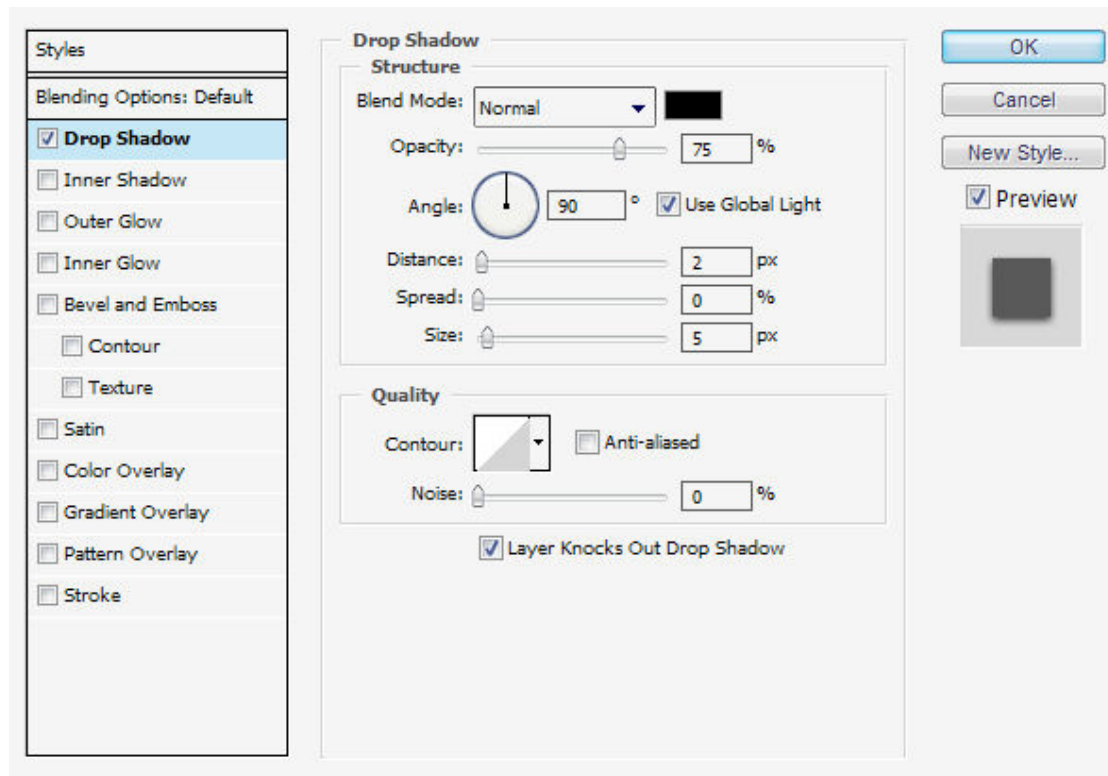 Styles
Blending Options: Default
Drop Shadow
Inner Shadow
Outer Glow
Inner Glow
Bevel and Emboss
Contour
Texture
Satin
Color Overlay
Gradient Overlay
Pattern Overlay
Stroke
Drop Shadow
Structure
Blend Mode: Normal
Opacity: 75 %
Angle: 90 ° Use Global Light
Distance: 2 px
Spread: 0 %
Size: 5 px
Quality
Contour: Anti-aliased
Noise: 0 %
Layer Knocks Out Drop Shadow
OK
Cancel
New Style...
Preview